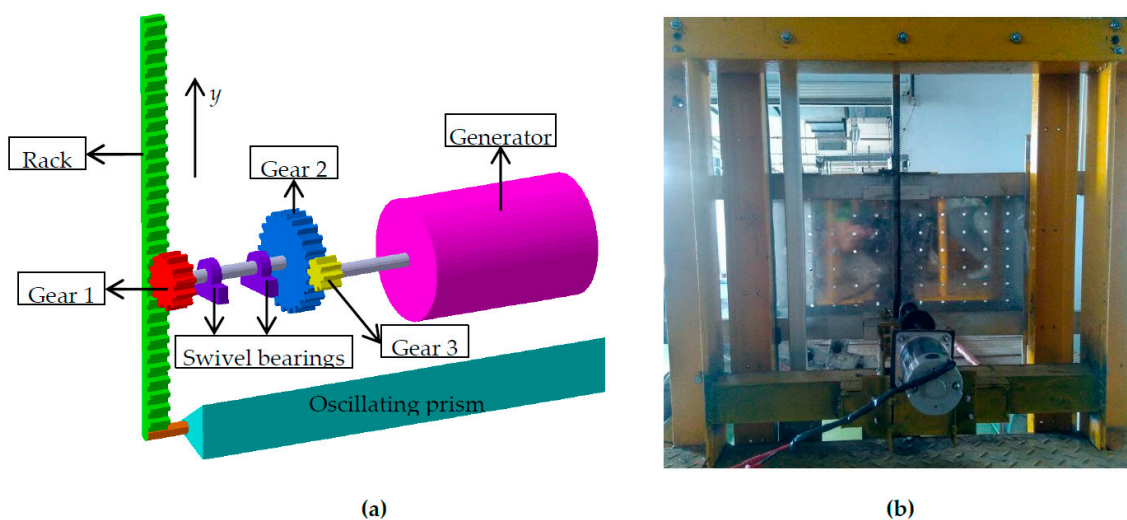 y
Rack
Gear 2
Generator
Gear 1
Swivel bearings
Gear 3
Oscillating prism
(a)
(b)